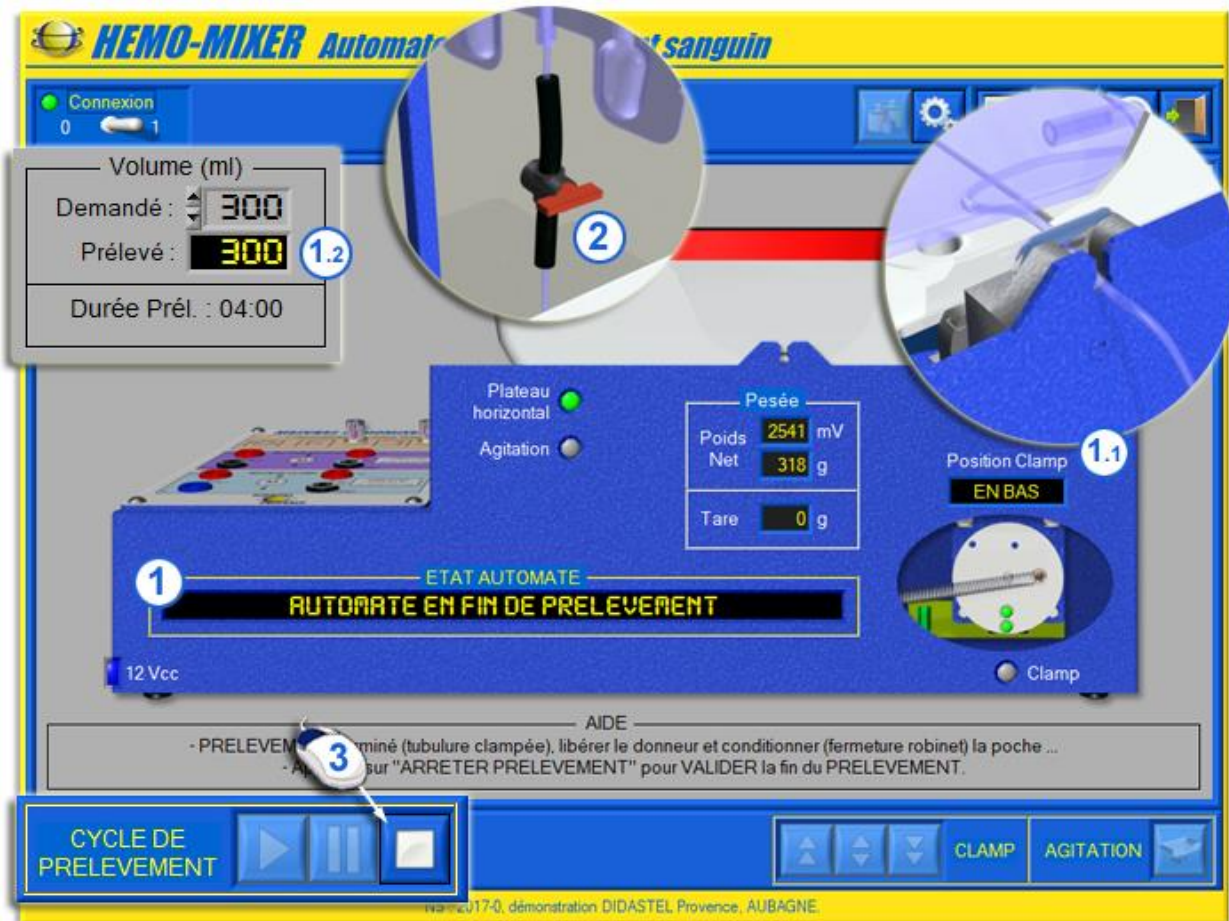 HEMO-MIXER Automate sanguin
Connexion
0 1
Volume (ml)
Demandé : 300
Prélevé : 300
1.2
Durée Prél. : 04:00
2
1.1
Plateau
horizontal
Agitation
Pesée
Poids 2541 mV
Net 318 g
Tare 0 g
Position Clamp
EN BAS
1
ETAT AUTOMATE
AUTOMATE EN FIN DE PRELEVEMENT
12 Vcc
Clamp
AIDE
- PRELEVEM miné (tubulure clampée), libérer le donneur et conditionner (fermeture robinet) la poche ...
- Ap sur "ARRETER PRELEVEMENT" pour VALIDER la fin du PRELEVEMENT.
3
CYCLE DE
PRELEVEMENT
CLAMP
AGITATION
2017-0, démonstration DIDASTEL Provence, AUBAGNE.